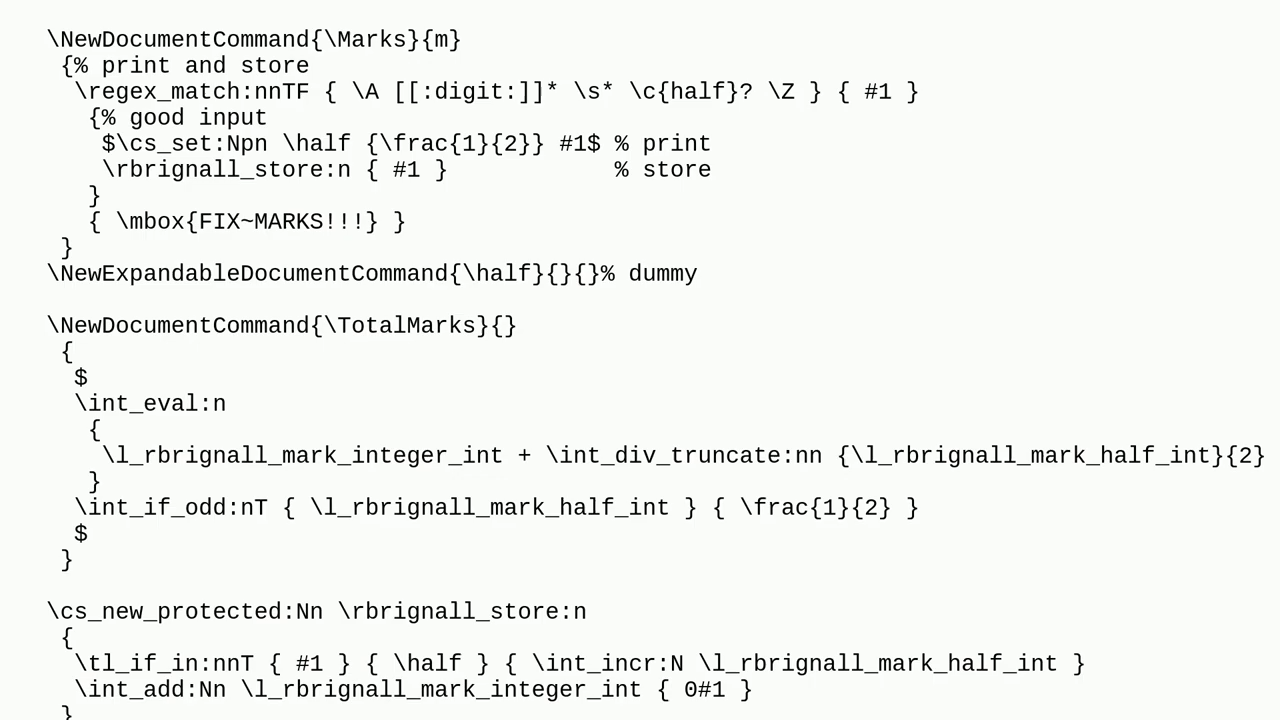 \NewDocumentCommand{\Marks}{m}
 {% print and store
  \regex_match:nnTF { \A [[:digit:]]* \s* \c{half}? \Z } { #1 }
   {% good input
    $\cs_set:Npn \half {\frac{1}{2}} #1$ % print
    \rbrignall_store:n { #1 }            % store
   }
   { \mbox{FIX~MARKS!!!} }
 }
\NewExpandableDocumentCommand{\half}{}{}% dummy

\NewDocumentCommand{\TotalMarks}{}
 {
  $
  \int_eval:n
   {
    \l_rbrignall_mark_integer_int + \int_div_truncate:nn {\l_rbrignall_mark_half_int}{2}
   }
  \int_if_odd:nT { \l_rbrignall_mark_half_int } { \frac{1}{2} }
  $
 }

\cs_new_protected:Nn \rbrignall_store:n
 {
  \tl_if_in:nnT { #1 } { \half } { \int_incr:N \l_rbrignall_mark_half_int }
  \int_add:Nn \l_rbrignall_mark_integer_int { 0#1 }
 }